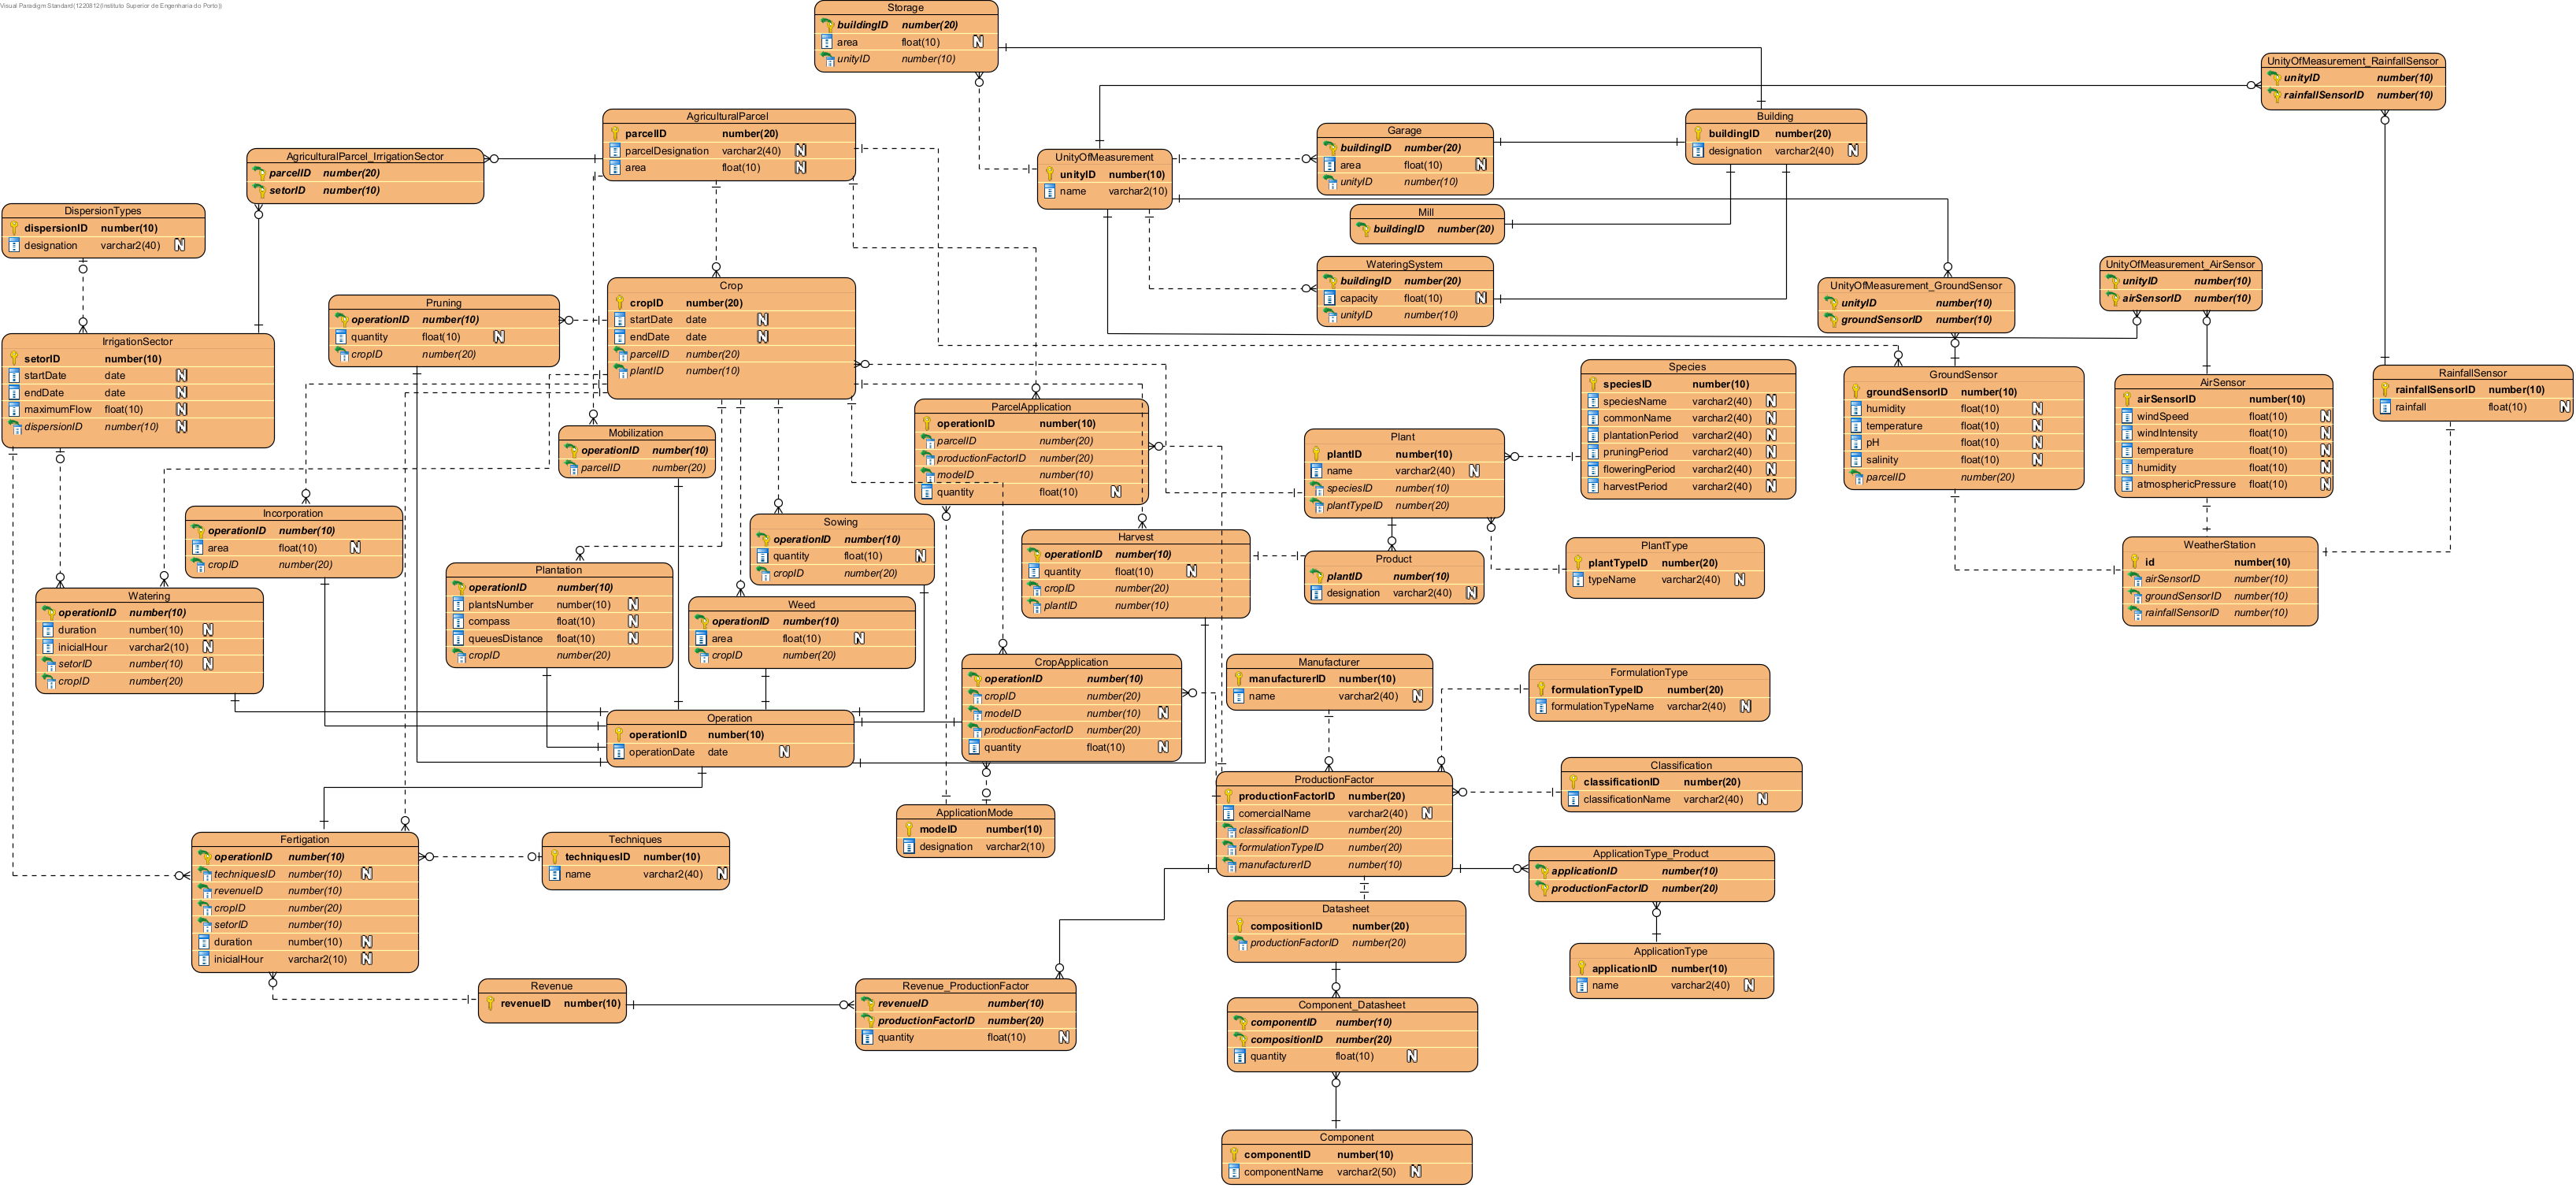 Visual Paradigm Standard(1220812(Instituto Superior de Engenharia do Porto))
Storage
buildingID number(20)
area float(10) N
unityID number(10)
UnityOfMeasurement_RainfallSensor
unityID number(10)
rainfallSensorID number(10)
AgriculturalParcel
parcelID number(20)
parcelDesignation varchar2(40) N
area float(10) N
Building
buildingID number(20)
designation varchar2(40) N
Garage
buildingID number(20)
area float(10) N
unityID number(10)
AgriculturalParcel_IrrigationSector
parcelID number(20)
setorID number(10)
UnityOfMeasurement
unityID number(10)
name varchar2(10)
DispersionTypes
dispersionID number(10)
designation varchar2(40) N
Mill
buildingID number(20)
WateringSystem
buildingID number(20)
capacity float(10) N
unityID number(10)
UnityOfMeasurement_AirSensor
unityID number(10)
airSensorID number(10)
Crop
cropID number(20)
startDate date N
endDate date N
parcelID number(20)
plantID number(10)
UnityOfMeasurement_GroundSensor
unityID number(10)
groundSensorID number(10)
Pruning
operationID number(10)
quantity float(10) N
cropID number(20)
IrrigationSector
setorID number(10)
startDate date N
endDate date N
maximumFlow float(10) N
dispersionID number(10) N
Species
speciesID number(10)
speciesName varchar2(40) N
commonName varchar2(40) N
plantationPeriod varchar2(40) N
pruningPeriod varchar2(40) N
floweringPeriod varchar2(40) N
harvestPeriod varchar2(40) N
GroundSensor
groundSensorID number(10)
humidity float(10) N
temperature float(10) N
pH float(10) N
salinity float(10) N
parcelID number(20)
AirSensor
airSensorID number(10)
windSpeed float(10) N
windIntensity float(10) N
temperature float(10) N
humidity float(10) N
atmosphericPressure float(10) N
RainfallSensor
rainfallSensorID number(10)
rainfall float(10) N
ParcelApplication
operationID number(10)
parcelID number(20)
productionFactorID number(20)
modeID number(10)
quantity float(10) N
Mobilization
operationID number(10)
parcelID number(20)
Plant
plantID number(10)
name varchar2(40) N
speciesID number(10)
plantTypeID number(20)
Incorporation
operationID number(10)
area float(10) N
cropID number(20)
Sowing
operationID number(10)
quantity float(10) N
cropID number(20)
Harvest
operationID number(10)
quantity float(10) N
cropID number(20)
plantID number(10)
Product
plantID number(10)
designation varchar2(40) N
PlantType
plantTypeID number(20)
typeName varchar2(40) N
WeatherStation
id number(10)
airSensorID number(10)
groundSensorID number(10)
rainfallSensorID number(10)
Plantation
operationID number(10)
plantsNumber number(10) N
compass float(10) N
queuesDistance float(10) N
cropID number(20)
Watering
operationID number(10)
duration number(10) N
inicialHour varchar2(10) N
setorID number(10) N
cropID number(20)
Weed
operationID number(10)
area float(10) N
cropID number(20)
CropApplication
operationID number(10)
cropID number(20)
modeID number(10) N
productionFactorID number(20)
quantity float(10) N
Manufacturer
manufacturerID number(10)
name varchar2(40) N
FormulationType
formulationTypeID number(20)
formulationTypeName varchar2(40) N
Operation
operationID number(10)
operationDate date N
Classification
classificationID number(20)
classificationName varchar2(40) N
ProductionFactor
productionFactorID number(20)
comercialName varchar2(40) N
classificationID number(20)
formulationTypeID number(20)
manufacturerID number(10)
ApplicationMode
modeID number(10)
designation varchar2(10)
Fertigation
operationID number(10)
techniquesID number(10) N
revenueID number(10)
cropID number(20)
setorID number(10)
duration number(10) N
inicialHour varchar2(10) N
Techniques
techniquesID number(10)
name varchar2(40) N
ApplicationType_Product
applicationID number(10)
productionFactorID number(20)
Datasheet
compositionID number(20)
productionFactorID number(20)
ApplicationType
applicationID number(10)
name varchar2(40) N
Revenue
revenueID number(10)
Revenue_ProductionFactor
revenueID number(10)
productionFactorID number(20)
quantity float(10) N
Component_Datasheet
componentID number(10)
compositionID number(20)
quantity float(10) N
Component
componentID number(10)
componentName varchar2(50) N